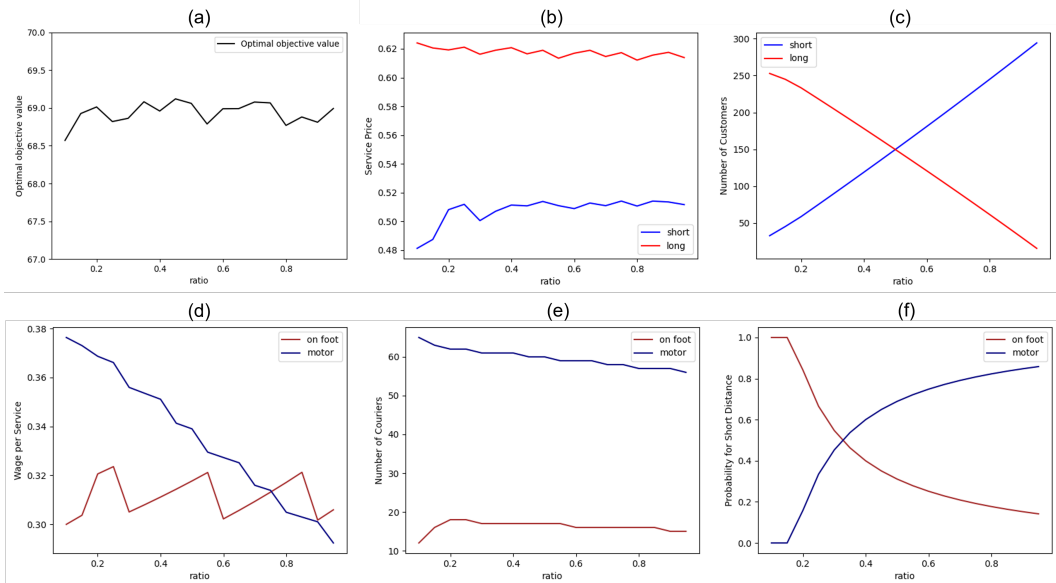 (a)
70.0
69.5
69.0
68.5
68.0
67.5
67.0
Optimal objective value
Optimal objective value
0.2
0.4
0.6
0.8
ratio
(b)
0.62
0.60
0.58
0.56
0.54
0.52
0.50
0.48
Service Price
short
long
0.2
0.4
0.6
0.8
ratio
(c)
300
250
200
150
100
50
Number of Customers
short
long
0.2
0.4
0.6
0.8
ratio
(d)
0.38
0.36
0.34
0.32
0.30
Wage per Service
on foot
motor
0.2
0.4
0.6
0.8
ratio
(e)
60
50
40
30
20
10
Number of Couriers
on foot
motor
0.2
0.4
0.6
0.8
ratio
(f)
1.0
0.8
0.6
0.4
0.2
0.0
Probability for Short Distance
on foot
motor
0.2
0.4
0.6
0.8
ratio